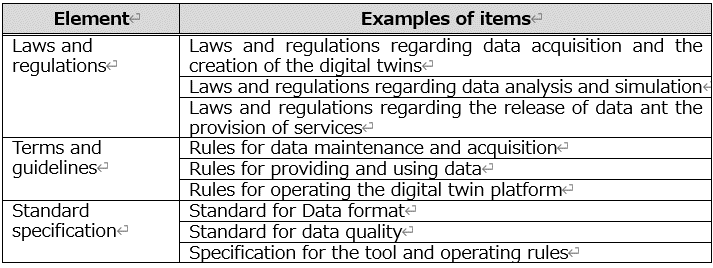 Element
Examples of items
Laws and
regulations
Laws and regulations regarding data acquisition and the
creation of the digital twins
Laws and regulations regarding data analysis and simulation
Laws and regulations regarding the release of data ant the
provision of services
Terms and
guidelines
Rules for data maintenance and acquisition
Rules for providing and using data
Rules for operating the digital twin platform
Standard
specification
Standard for Data format
Standard for data quality
Specification for the tool and operating rules